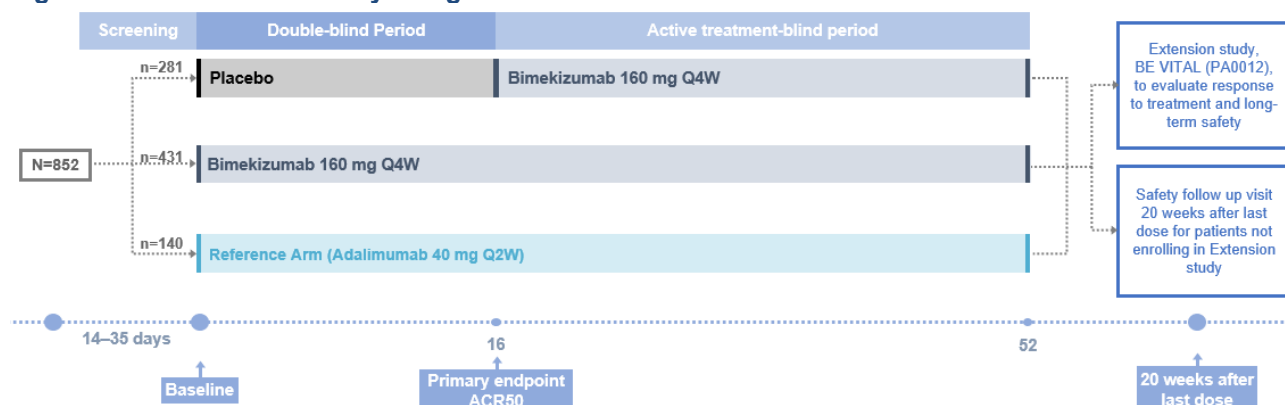 Screening
Double-blind Period
Active treatment-blind period
n=281
Placebo
Bimekizumab 160 mg Q4W
N=852
n=431
Bimekizumab 160 mg Q4W
n=140
Reference Arm (Adalimumab 40 mg Q2W)
Extension study,
BE VITAL (PA0012),
to evaluate response
to treatment and long-
term safety
Safety follow up visit
20 weeks after last
dose for patients not
enrolling in Extension
study
14–35 days
16
52
Baseline
Primary endpoint
ACR50
20 weeks after
last dose